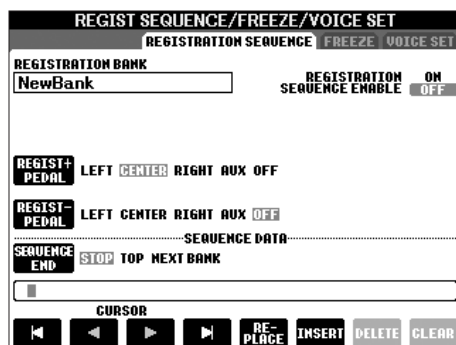 REGIST SEQUENCE/FREEZE/VOICE SET
REGISTRATION SEQUENCE FREEZE VOICE SET
REGISTRATION BANK
NewBank
REGISTRATION SEQUENCE ENABLE ON OFF
REGIST+ PEDAL LEFT CENTER RIGHT AUX OFF
REGIST- PEDAL LEFT CENTER RIGHT AUX OFF
SEQUENCE DATA
SEQUENCE END STOP TOP NEXT BANK
CURSOR
RE-PLACE INSERT DELETE CLEAR